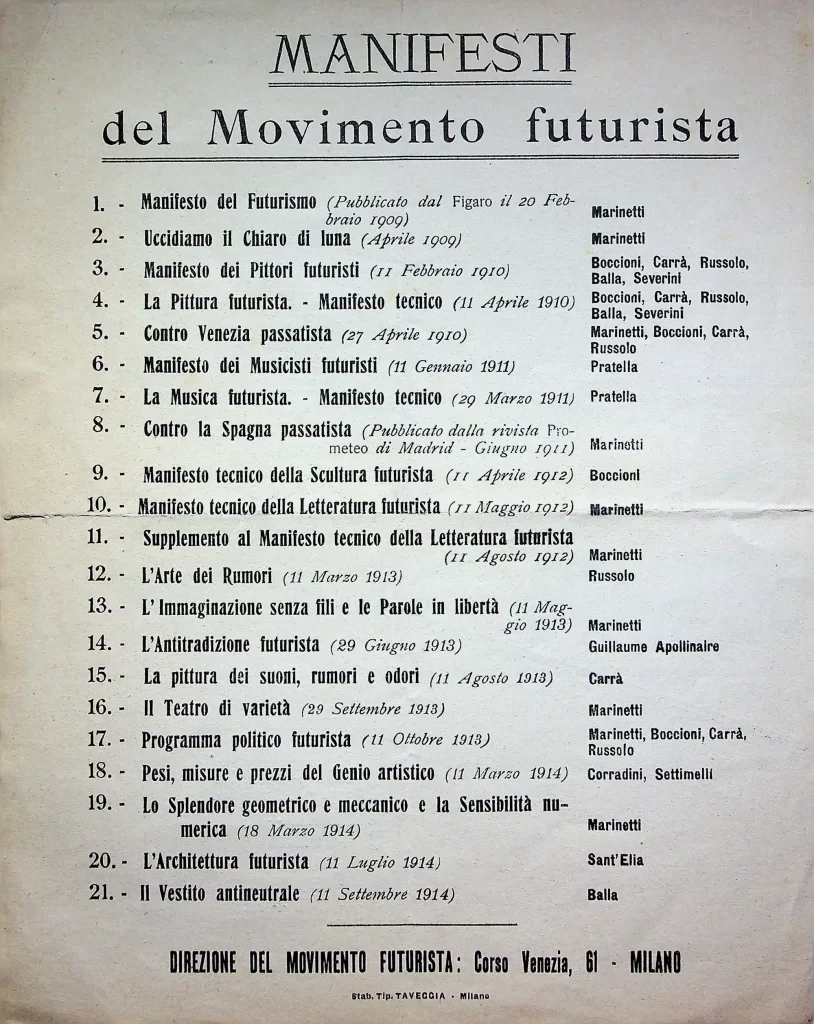 MANIFESTI
del Movimento futurista
1. - Manifesto del Futurismo (Pubblicato dal Figaro il 20 Feb-
braio 1909) Marinetti
2. - Uccidiamo il Chiaro di luna (Aprile 1909) Marinetti
3. - Manifesto dei Pittori futuristi (11 Febbraio 1910) Boccioni, Carrà, Russolo,
Balla, Severini
4. - La Pittura futurista. - Manifesto tecnico (11 Aprile 1910) Boccioni, Carrà, Russolo,
Balla, Severini
5. - Contro Venezia passatista (27 Aprile 1910) Marinetti, Boccioni, Carrà,
Russolo
6. - Manifesto dei Musicisti futuristi (11 Gennaio 1911) Pratella
7. - La Musica futurista. - Manifesto tecnico (29 Marzo 1911) Pratella
8. - Contro la Spagna passatista (Pubblicato dalla rivista Pro-
meteo di Madrid - Giugno 1911) Marinetti
9. - Manifesto tecnico della Scultura futurista (11 Aprile 1912) Boccioni
10. - Manifesto tecnico della Letteratura futurista (11 Maggio 1912) Marinetti
11. - Supplemento al Manifesto tecnico della Letteratura futurista
(11 Agosto 1912) Marinetti
12. - L'Arte dei Rumori (11 Marzo 1913) Russolo
13. - L'Immaginazione senza fili e le Parole in libertà (11 Mag-
gio 1913) Marinetti
14. - L'Antitradizione futurista (29 Giugno 1913) Guillaume Apollinaire
15. - La pittura dei suoni, rumori e odori (11 Agosto 1913) Carrà
16. - Il Teatro di varietà (29 Settembre 1913) Marinetti
17. - Programma politico futurista (11 Ottobre 1913) Marinetti, Boccioni, Carrà,
Russolo
18. - Pesi, misure e prezzi del Genio artistico (11 Marzo 1914) Corradini, Settimelli
19. - Lo Splendore geometrico e meccanico e la Sensibilità nu-
merica (18 Marzo 1914) Marinetti
20. - L'Architettura futurista (11 Luglio 1914) Sant'Elia
21. - Il Vestito antineutrale (11 Settembre 1914) Balla
DIREZIONE DEL MOVIMENTO FUTURISTA: Corso Venezia, 61 - MILANO
Stab. Tip. TAVEGGIA - Milano